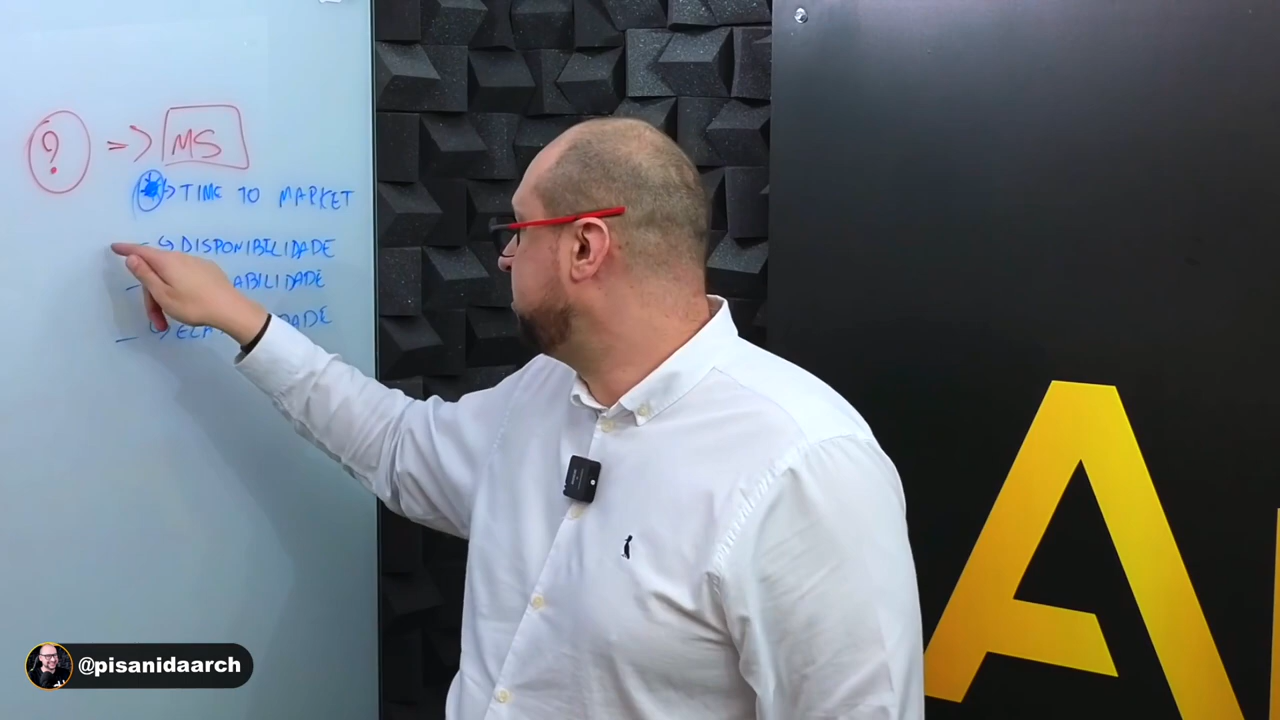 ? => MS
TIME TO MARKET
DISPONIBILIDADE
ABILIDADE
DADE
@pisanidaarch
A